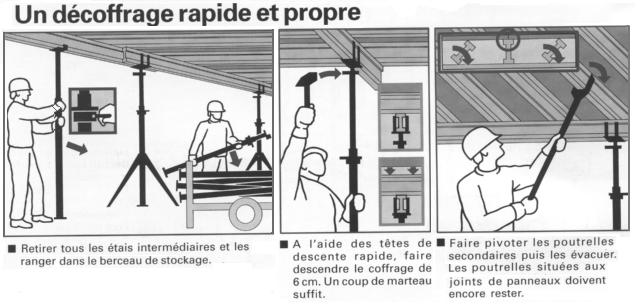 Un décoffrage rapide et propre
■ Retirer tous les étais intermédiaires et les
ranger dans le berceau de stockage.
■ A l'aide des têtes de
descente rapide, faire
descendre le coffrage de
6 cm. Un coup de marteau
suffit.
■ Faire pivoter les poutrelles
secondaires puis les évacuer.
Les poutrelles situées aux
joints de panneaux doivent
encore rester.